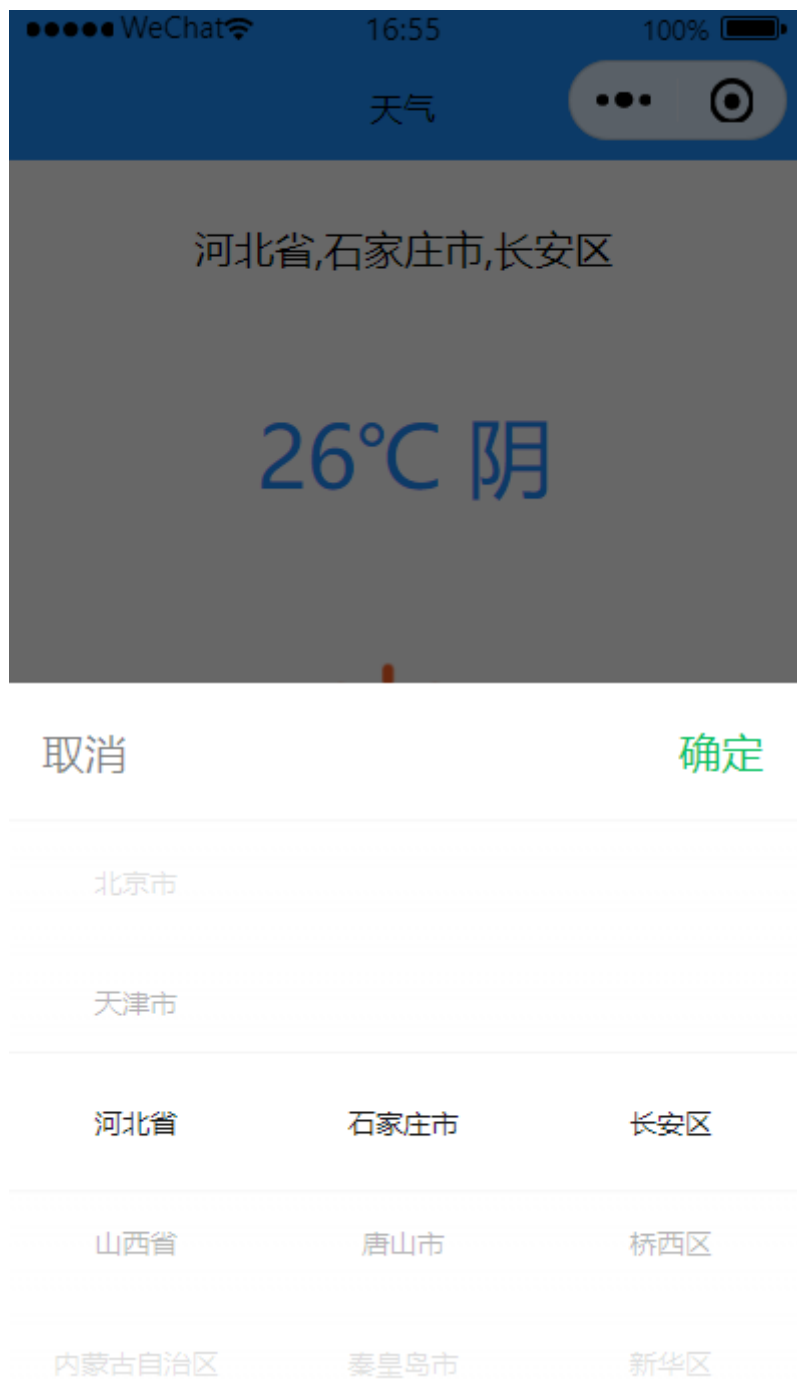 WeChat 16:55 100%
天气
河北省,石家庄市,长安区
26℃ 阴
取消 确定
北京市
天津市
河北省 石家庄市 长安区
山西省 唐山市 桥西区
内蒙古自治区 秦皇岛市 新华区